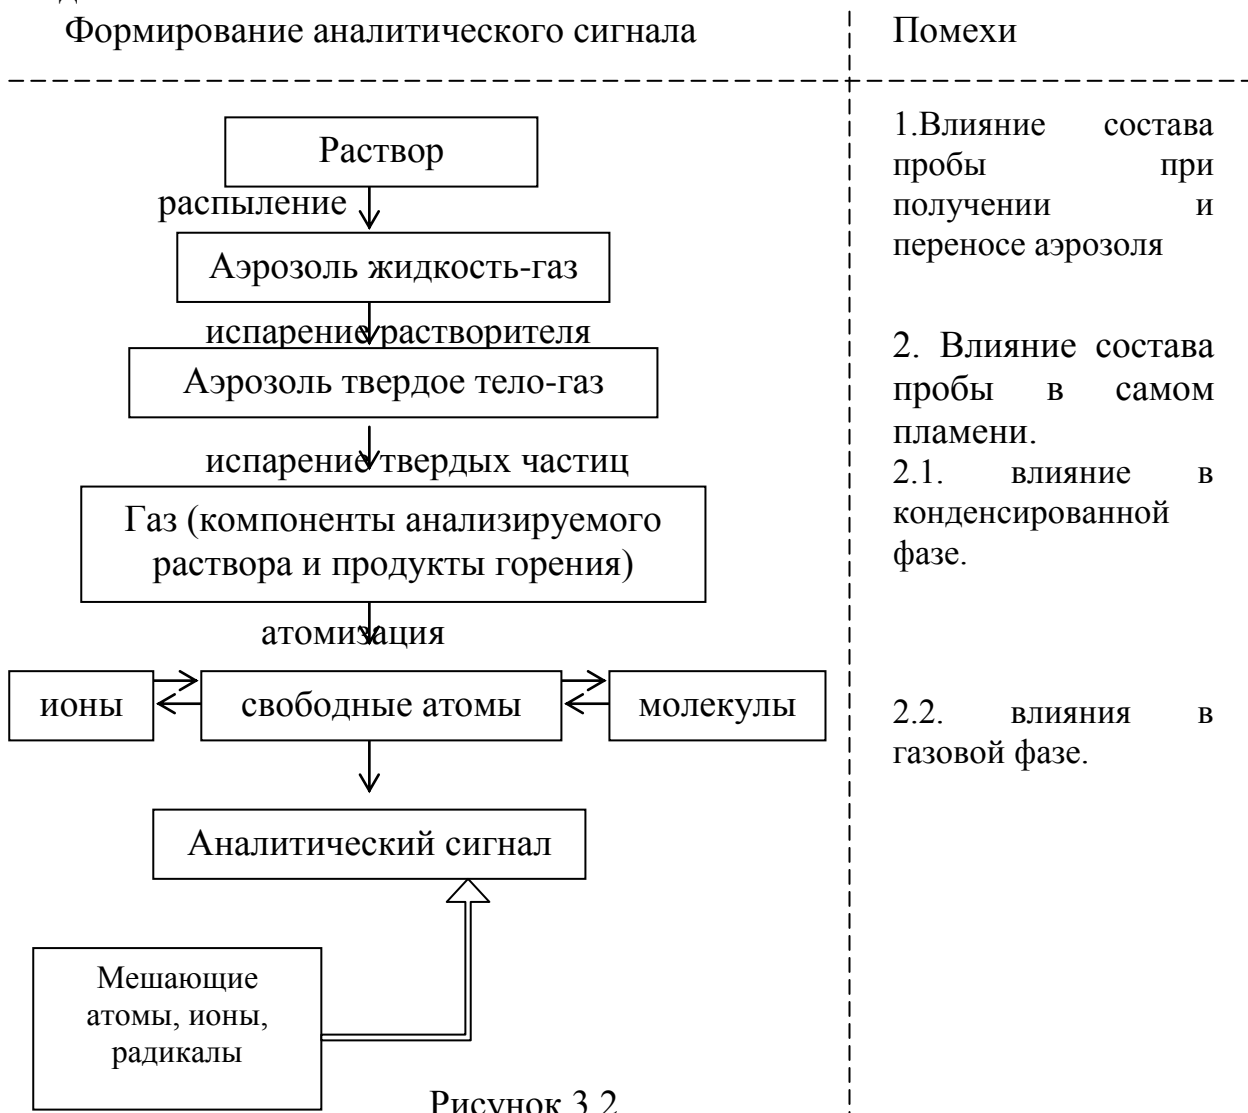 Формирование аналитического сигнала
Помехи
Раствор
распыление
Аэрозоль жидкость-газ
испарение растворителя
Аэрозоль твердое тело-газ
испарение твердых частиц
Газ (компоненты анализируемого
раствора и продукты горения)
атомизация
ионы
свободные атомы
молекулы
Аналитический сигнал
Мешающие
атомы, ионы,
радикалы
1.Влияние состава
пробы при
получении и
переносе аэрозоля
2. Влияние состава
пробы в самом
пламени.
2.1. влияние в
конденсированной
фазе.
2.2. влияния в
газовой фазе.
Рисунок 3.2